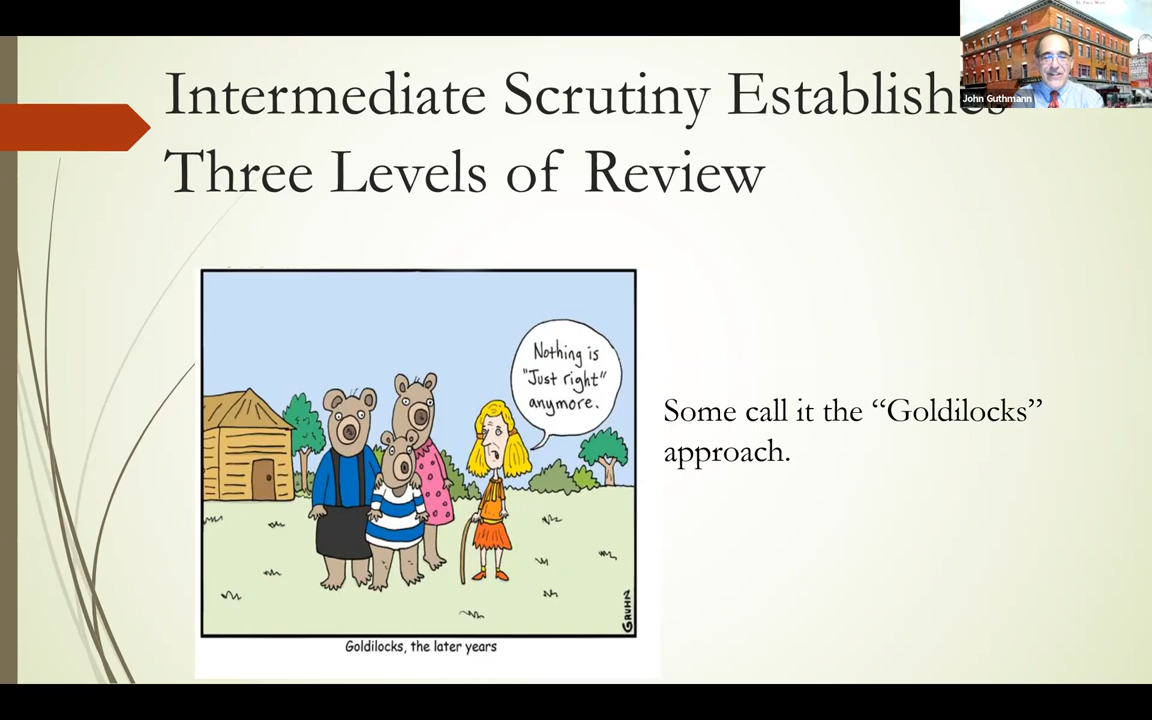 Intermediate Scrutiny Establishes
Three Levels of Review
John Guthmann
Nothing is
"Just right"
anymore.
Some call it the “Goldilocks”
approach.
GRUHN
Goldilocks, the later years